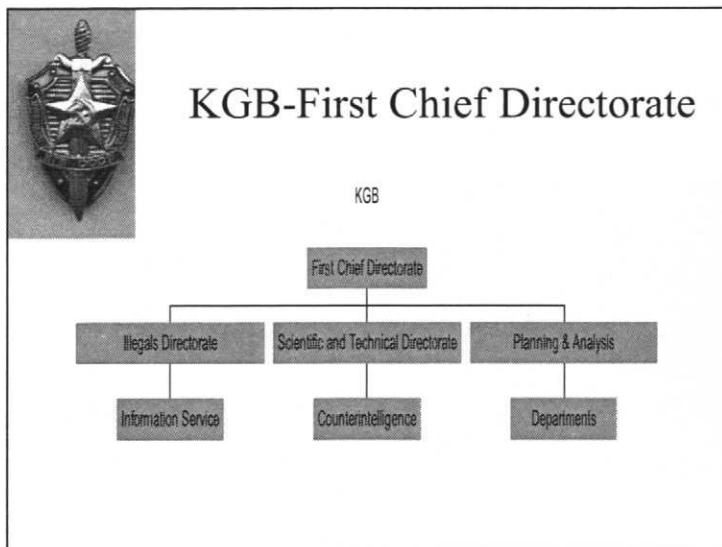 KGB-First Chief Directorate
KGB
First Chief Directorate
Illegals Directorate
Scientific and Technical Directorate
Planning & Analysis
Information Service
Counterintelligence
Departments